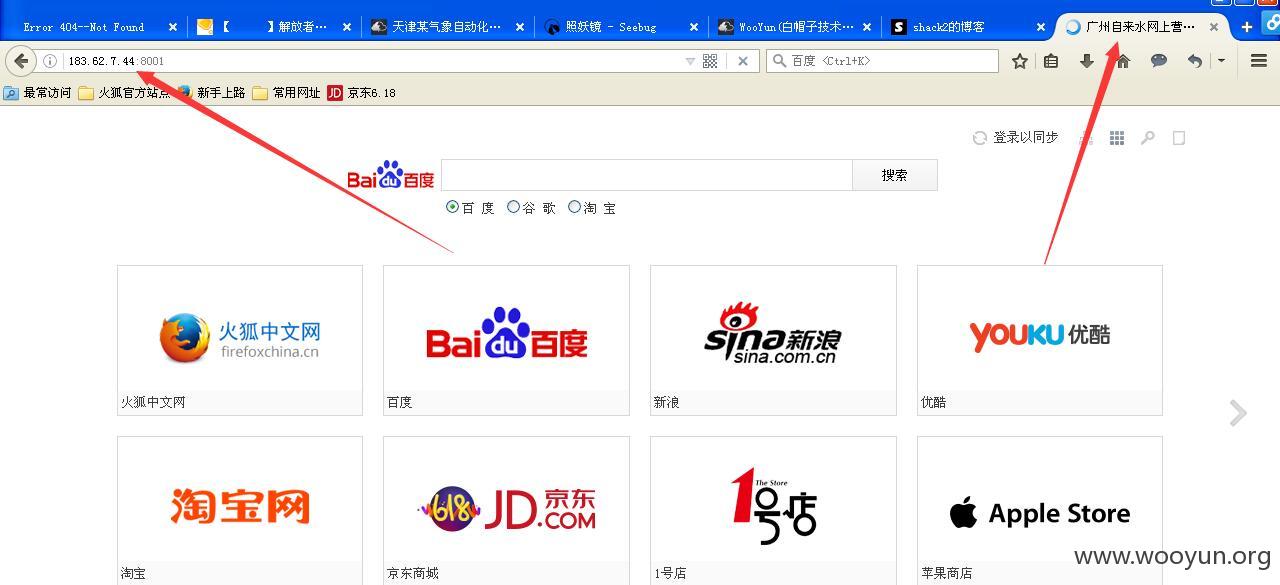 Error 404--Not Found
【 】解放者…
天津某气象自动化…
照妖镜 - Seebug
WooYun(白帽子技术…
shack2的博客
广州自来水网上营…
183.62.7.44:8001
百度 <Ctrl+K>
最常访问
火狐官方站点
新手上路
常用网址
JD
京东6.18
登录以同步
Bai du 百度
搜索
百 度
谷 歌
淘 宝
火狐中文网
firefoxchina.cn
Bai du 百度
sina新浪
sina.com.cn
YOUKU 优酷
火狐中文网
百度
新浪
优酷
淘宝网
618 JD 京东
.COM
1号店
The Store
Apple Store
www.wooyun.org
淘宝
京东商城
1号店
苹果商店